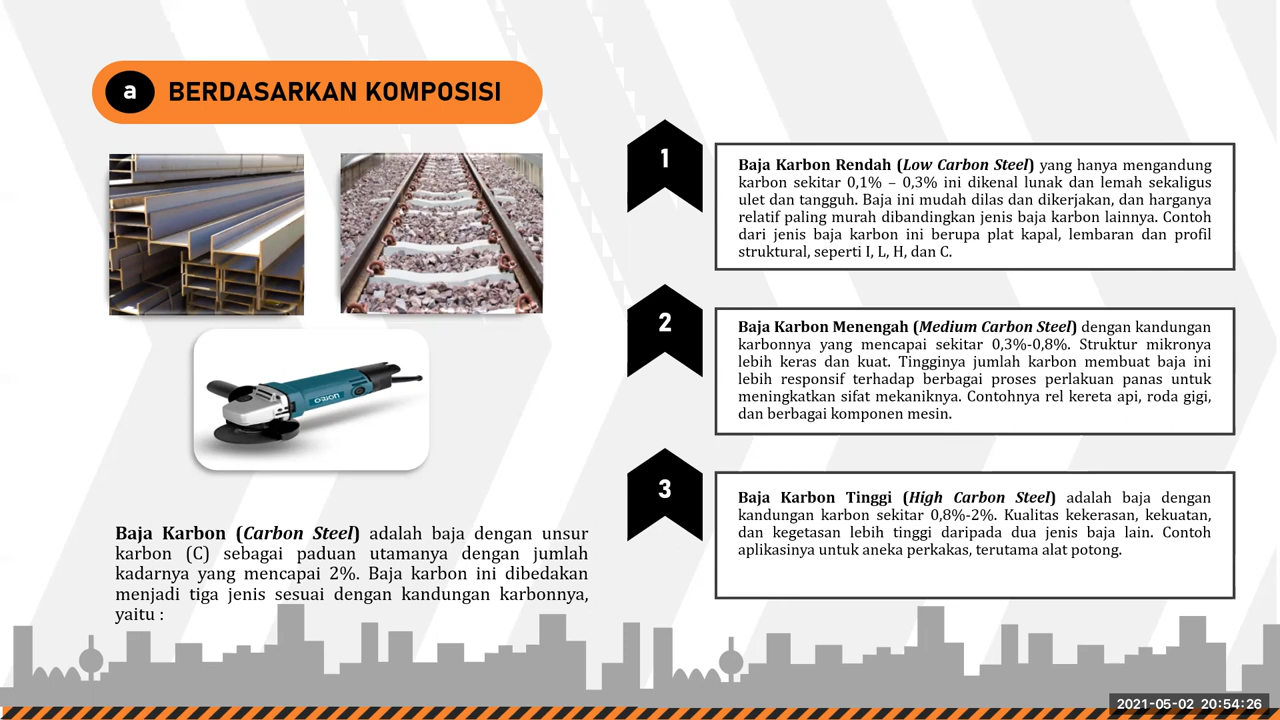 a BERDASARKAN KOMPOSISI
ORION
Baja Karbon (Carbon Steel) adalah baja dengan unsur
karbon (C) sebagai paduan utamanya dengan jumlah
kadarnya yang mencapai 2%. Baja karbon ini dibedakan
menjadi tiga jenis sesuai dengan kandungan karbonnya,
yaitu :
1
Baja Karbon Rendah (Low Carbon Steel) yang hanya mengandung
karbon sekitar 0,1% – 0,3% ini dikenal lunak dan lemah sekaligus
ulet dan tangguh. Baja ini mudah dilas dan dikerjakan, dan harganya
relatif paling murah dibandingkan jenis baja karbon lainnya. Contoh
dari jenis baja karbon ini berupa plat kapal, lembaran dan profil
struktural, seperti I, L, H, dan C.
2
Baja Karbon Menengah (Medium Carbon Steel) dengan kandungan
karbonnya yang mencapai sekitar 0,3%-0,8%. Struktur mikronya
lebih keras dan kuat. Tingginya jumlah karbon membuat baja ini
lebih responsif terhadap berbagai proses perlakuan panas untuk
meningkatkan sifat mekaniknya. Contohnya rel kereta api, roda gigi,
dan berbagai komponen mesin.
3
Baja Karbon Tinggi (High Carbon Steel) adalah baja dengan
kandungan karbon sekitar 0,8%-2%. Kualitas kekerasan, kekuatan,
dan kegetasan lebih tinggi daripada dua jenis baja lain. Contoh
aplikasinya untuk aneka perkakas, terutama alat potong.
2021-05-02 20:54:26